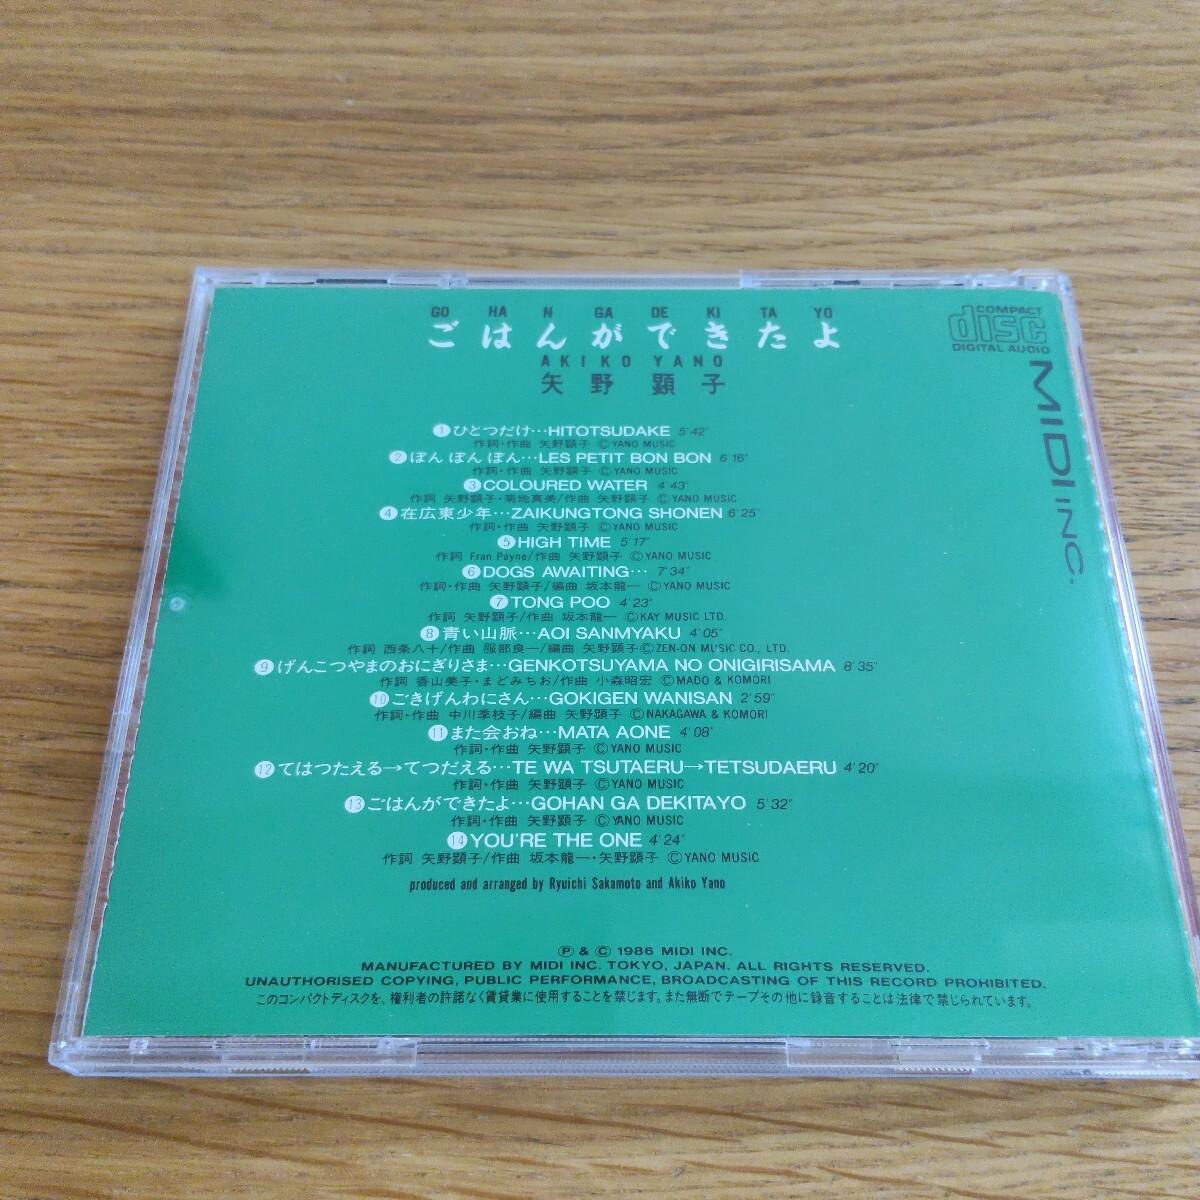 GO HA N GA DE KI TA YO
ごはんができたよ
AKIKO YANO
矢野 顕子
COMPACT
disc
DIGITAL AUDIO
MIDI INC.
1 ひとつだけ…HITOTSUDAKE 5'42"
作詞・作曲 矢野顕子 ©YANO MUSIC
2 ぽん ぽん ぽん…LES PETIT BON BON 6'16"
作詞・作曲 矢野顕子 ©YANO MUSIC
3 COLOURED WATER 4'43"
作詞 矢野顕子・菊地真美/作曲 矢野顕子 ©YANO MUSIC
4 在広東少年…ZAIKUNGTONG SHONEN 6'25"
作詞・作曲 矢野顕子 ©YANO MUSIC
5 HIGH TIME 5'17"
作詞 Fran Payne/作曲 矢野顕子 ©YANO MUSIC
6 DOGS AWAITING… 7'34"
作詞・作曲 矢野顕子/編曲 坂本龍一 ©YANO MUSIC
7 TONG POO 4'23"
作詞 矢野顕子/作曲 坂本龍一 ©KAY MUSIC LTD.
8 青い山脈…AOI SANMYAKU 4'05"
作詞 西条八十/作曲 服部良一/編曲 矢野顕子©ZEN-ON MUSIC CO., LTD.
9 げんこつやまのおにぎりさま…GENKOTSUYAMA NO ONIGIRISAMA 8'35"
作詞 香山美子・まどみちお/作曲 小森昭宏 ©MADO & KOMORI
10 ごきげんわにさん…GOKIGEN WANISAN 2'59"
作詞・作曲 中川季枝子/編曲 矢野顕子 ©NAKAGAWA & KOMORI
11 また会おね…MATA AONE 4'08"
作詞・作曲 矢野顕子 ©YANO MUSIC
12 てはつたえる→てつだえる…TE WA TSUTAERU→TETSUDAERU 4'20"
作詞・作曲 矢野顕子 ©YANO MUSIC
13 ごはんができたよ…GOHAN GA DEKITAYO 5'32"
作詞・作曲 矢野顕子 ©YANO MUSIC
14 YOU'RE THE ONE 4'24"
作詞 矢野顕子/作曲 坂本龍一・矢野顕子 ©YANO MUSIC
produced and arranged by Ryuichi Sakamoto and Akiko Yano
℗ & © 1986 MIDI INC.
MANUFACTURED BY MIDI INC. TOKYO, JAPAN. ALL RIGHTS RESERVED.
UNAUTHORISED COPYING, PUBLIC PERFORMANCE, BROADCASTING OF THIS RECORD PROHIBITED.
このコンパクトディスクを、権利者の許諾なく賃貸業に使用することを禁じます。また無断でテープその他に録音することは法律で禁じられています。